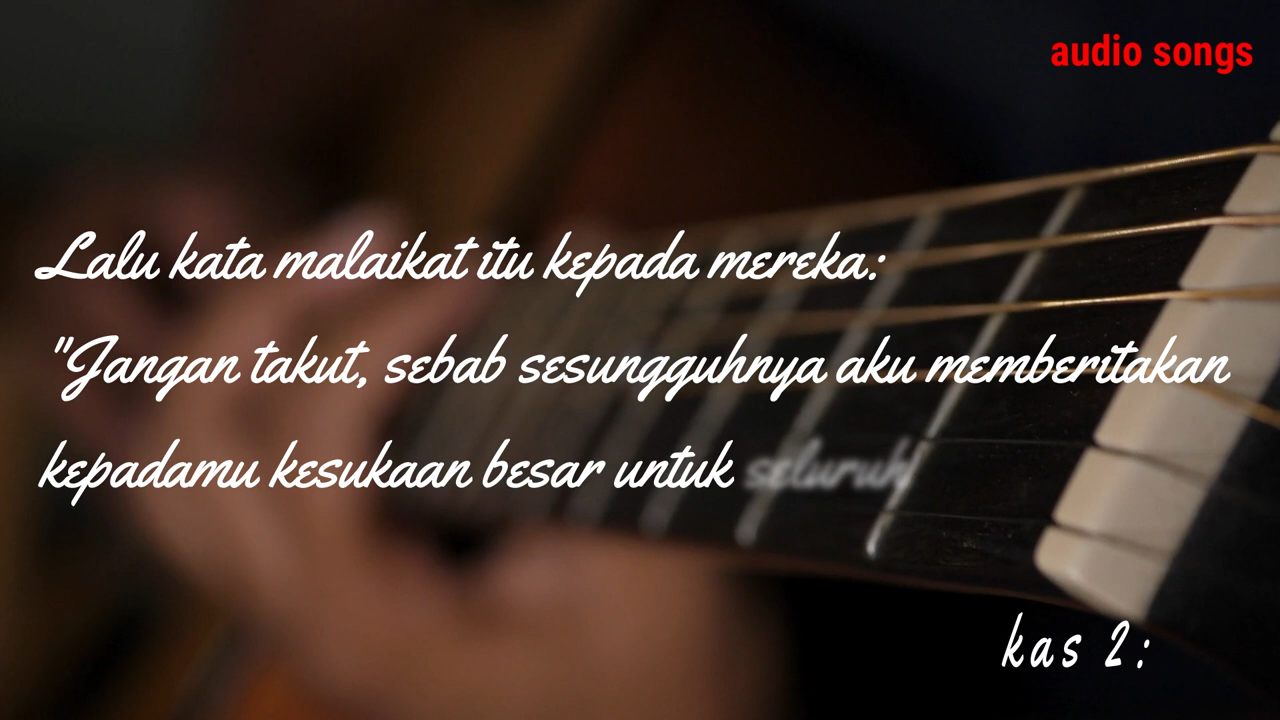 audio songs
Lalu kata malaikat itu kepada mereka:
"Jangan takut, sebab sesungguhnya aku memberitakan
kepadamu kesukaan besar untuk seluruh
kas 2: